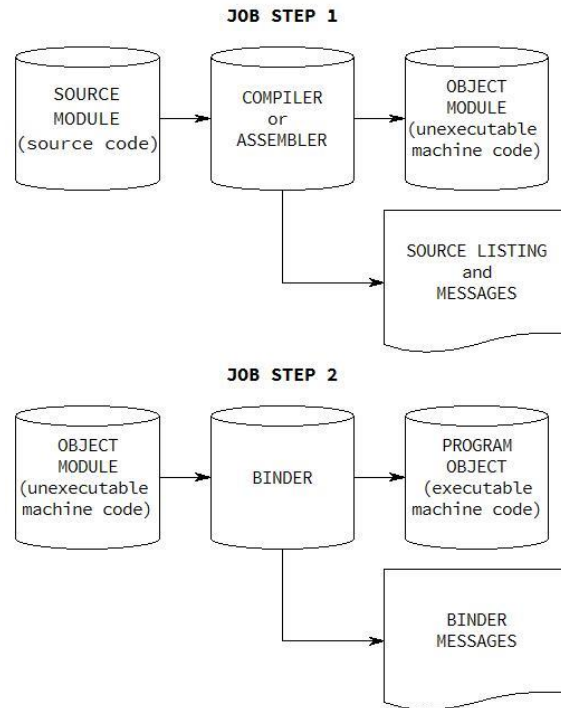 JOB STEP 1
SOURCE
MODULE
(source code)
COMPILER
or
ASSEMBLER
OBJECT
MODULE
(unexecutable
machine code)
SOURCE LISTING
and
MESSAGES
JOB STEP 2
OBJECT
MODULE
(unexecutable
machine code)
BINDER
PROGRAM
OBJECT
(executable
machine code)
BINDER
MESSAGES